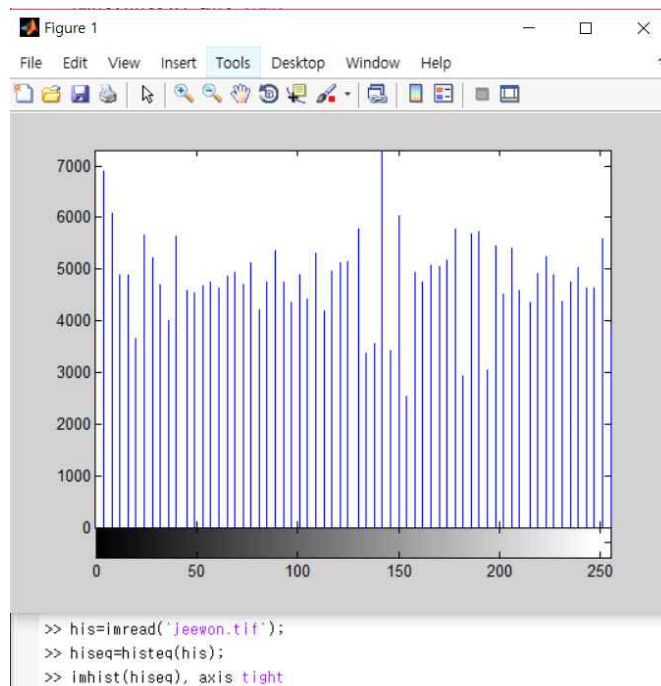 Figure 1
File Edit View Insert Tools Desktop Window Help
7000
6000
5000
4000
3000
2000
1000
0
0 50 100 150 200 250
>> his=imread('jeewon.tif');
>> hiseq=histeq(his);
>> imhist(hiseq), axis tight